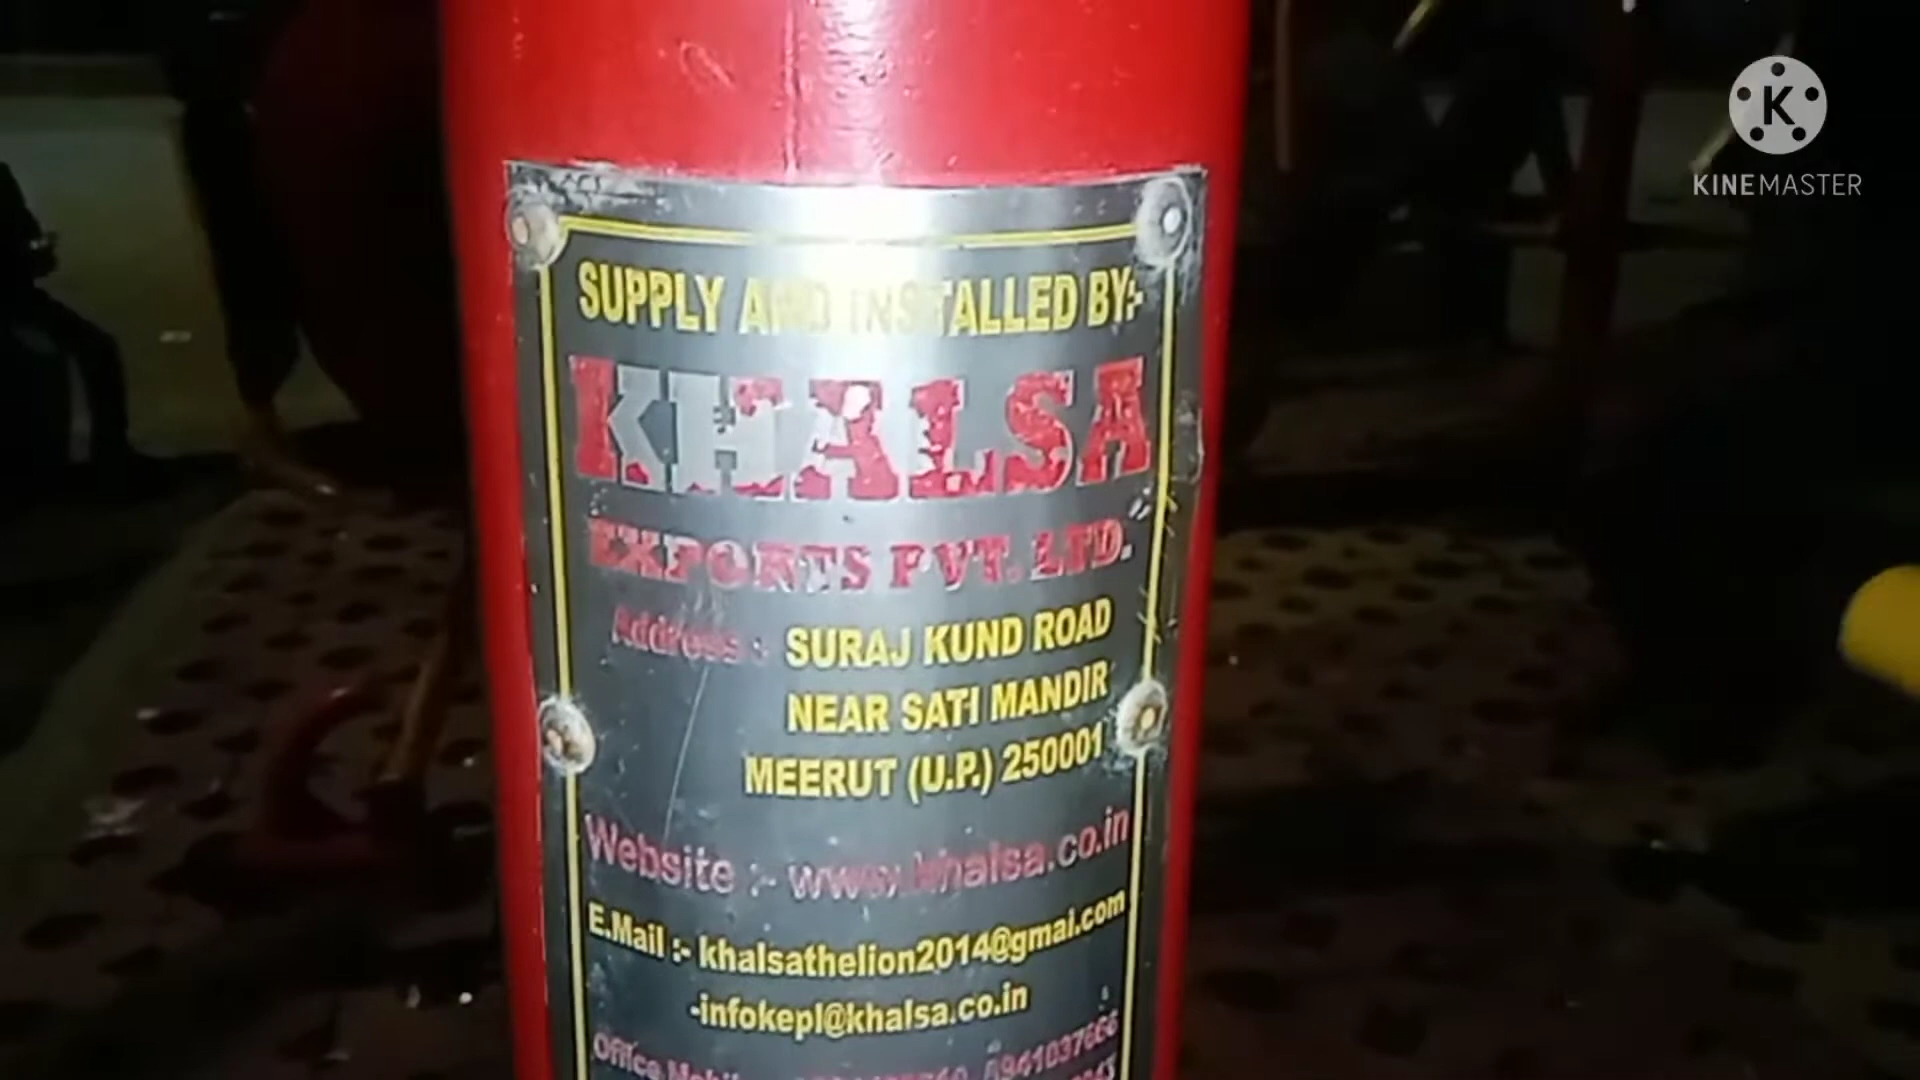 KINEMASTER
SUPPLY AND INSTALLED BY:-
KHALSA
EXPORTS PVT. LTD.
Address :- SURAJ KUND ROAD
NEAR SATI MANDIR
MEERUT (U.P.) 250001
Website :- www.khalsa.co.in
E.Mail :- khalsathelion2014@gmai.com
-infokepl@khalsa.co.in
Office